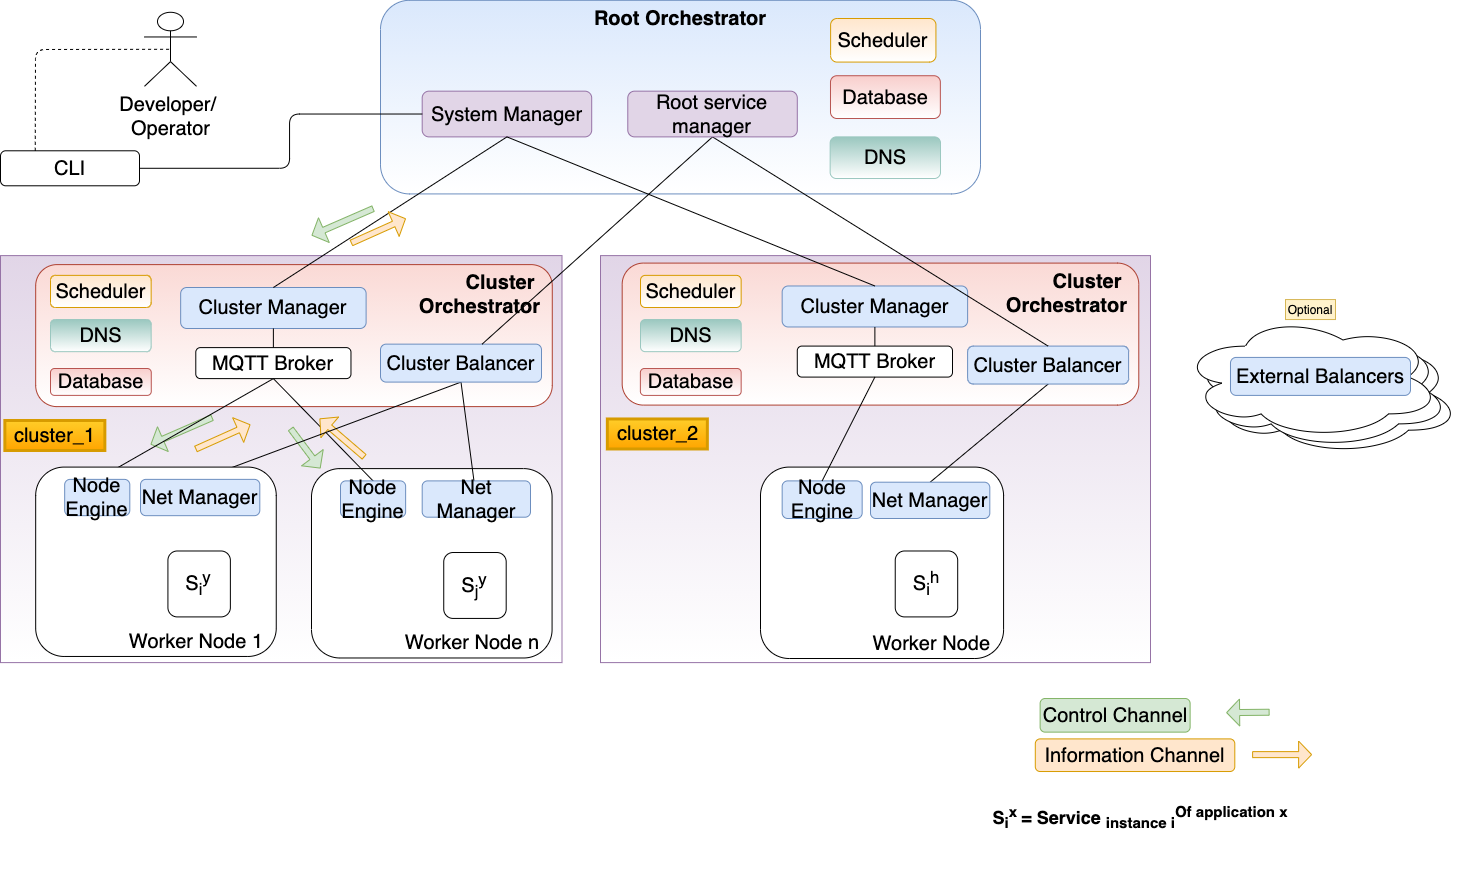 Root Orchestrator
Scheduler
Database
DNS
System Manager
Root service
manager
Developer/
Operator
CLI
Scheduler
DNS
Database
Cluster Manager
MQTT Broker
Cluster
Orchestrator
Cluster Balancer
cluster_1
Node
Engine
Net Manager
S_i^y
Worker Node 1
Node
Engine
Net
Manager
S_j^y
Worker Node n
Scheduler
DNS
Database
Cluster Manager
MQTT Broker
Cluster
Orchestrator
Cluster Balancer
cluster_2
Node
Engine
Net Manager
S_i^h
Worker Node
Optional
External Balancers
Control Channel
Information Channel
S_i^x = Service instance i Of application x